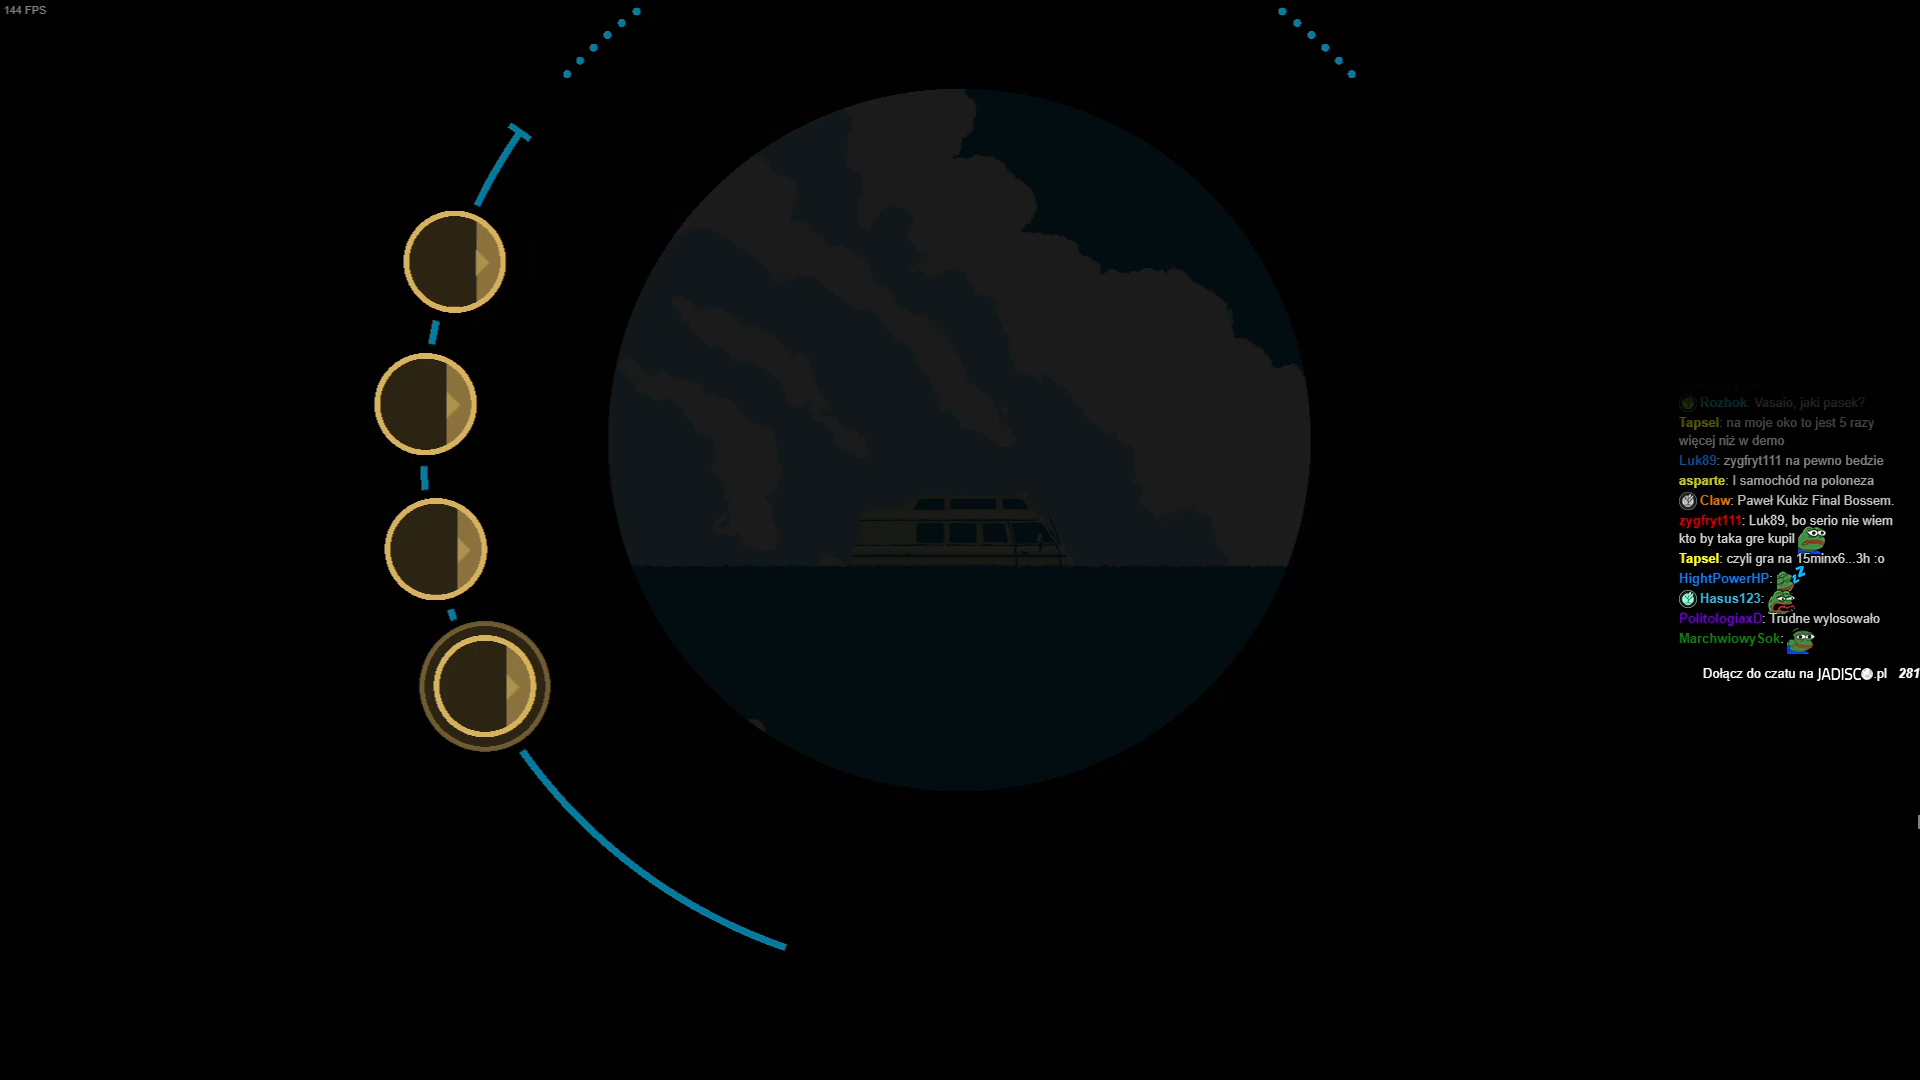 144 FPS
Rozhok: Vasaio, jaki pasek?
Tapsel: na moje oko to jest 5 razy
więcej niż w demo
Luk89: zygfryt111 na pewno bedzie
asparte: I samochód na poloneza
Claw: Paweł Kukiz Final Bossem.
zygfryt111: Luk89, bo serio nie wiem
kto by taka gre kupil
Tapsel: czyli gra na 15minx6...3h :o
HightPowerHP:
Hasus123:
PolitologiaxD: Trudne wylosowało
MarchwiowySok:
Dołącz do czatu na JADISCO.pl 281